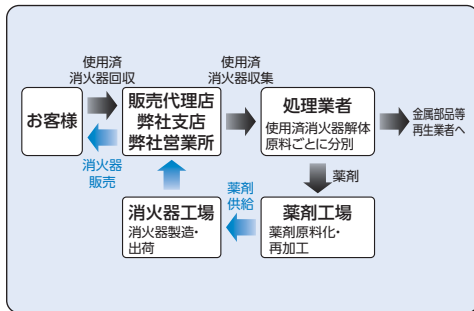 使用済
消火器回収
使用済
消火器収集
お客様
販売代理店
弊社支店
弊社営業所
処理業者
使用済消火器解体
原料ごとに分別
金属部品等
再生業者へ
消火器
販売
薬剤
薬剤
供給
消火器工場
消火器製造・
出荷
薬剤工場
薬剤原料化・
再加工